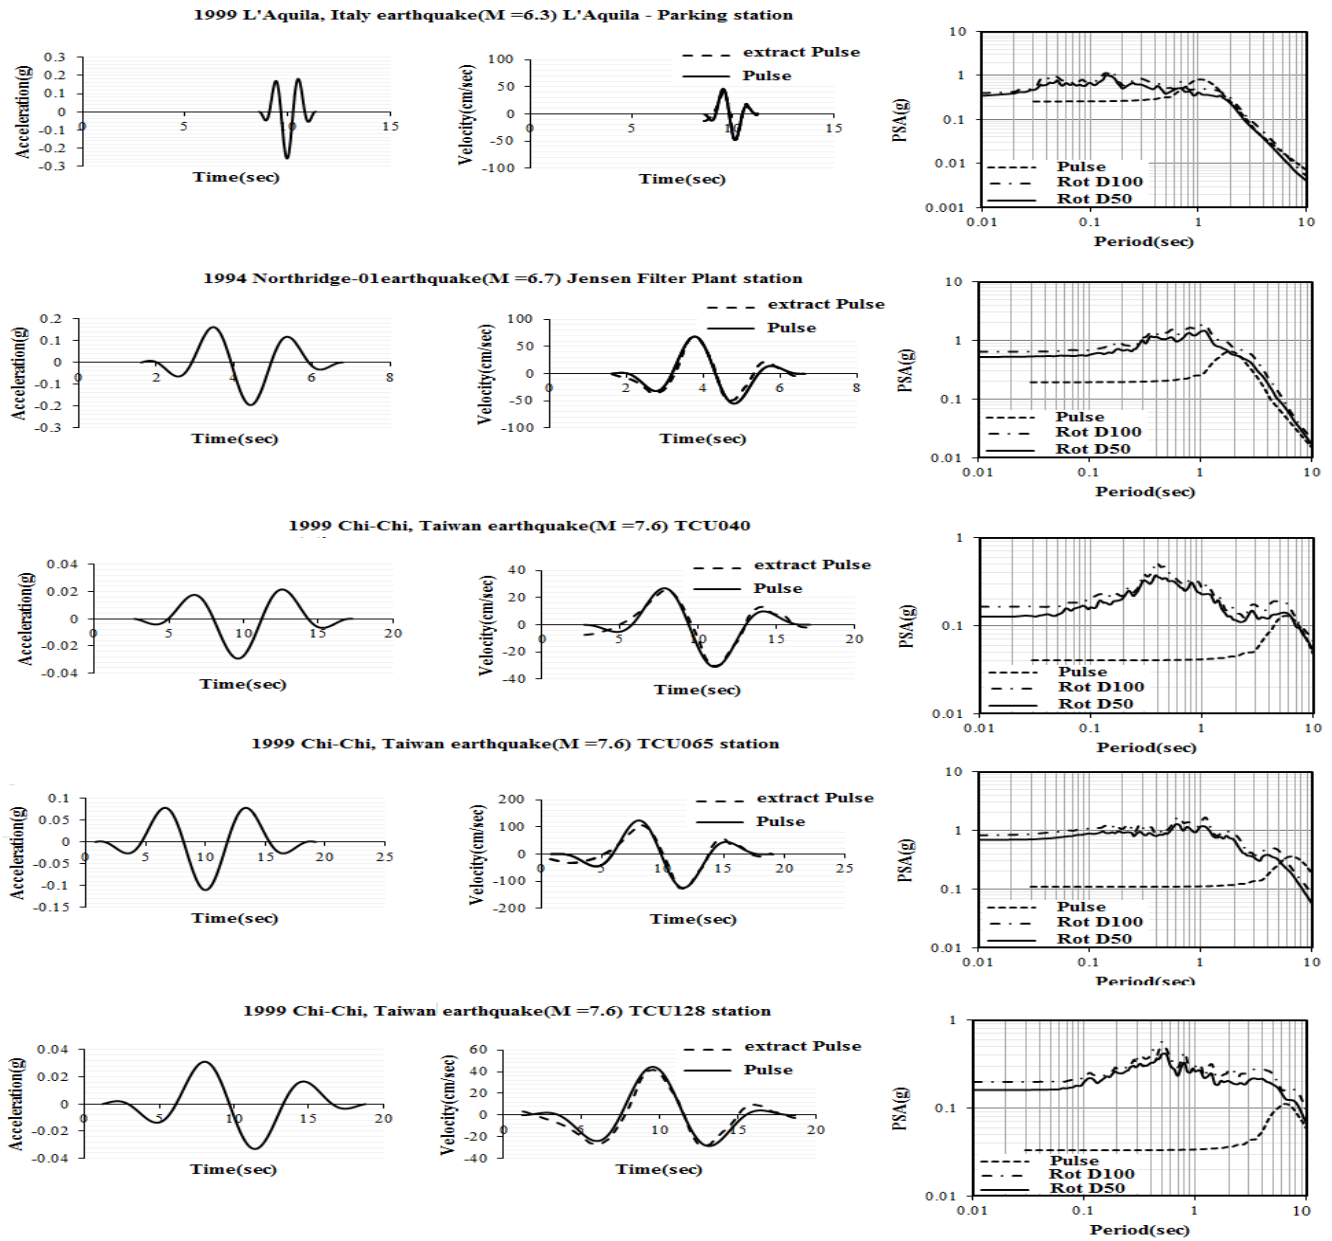 1999 L'Aquila, Italy earthquake(M =6.3) L'Aquila - Parking station
Acceleration(g)
0.3
0.2
0.1
0
-0.1
-0.2
-0.3
0 5 10 15
Time(sec)
Velocity(cm/sec)
100
50
0
-50
-100
0 5 10 15
Time(sec)
extract Pulse
Pulse
PSA(g)
10
1
0.1
0.01
0.001
0.01 0.1 1 10
Period(sec)
Pulse
Rot D100
Rot D50
1994 Northridge-01earthquake(M =6.7) Jensen Filter Plant station
Acceleration(g)
0.2
0.1
0
-0.1
-0.2
-0.3
0 2 4 6 8
Time(sec)
Velocity(cm/sec)
100
50
0
-50
-100
0 2 4 6 8
Time(sec)
extract Pulse
Pulse
PSA(g)
10
1
0.1
0.01
0.01 0.1 1 10
Period(sec)
Pulse
Rot D100
Rot D50
1999 Chi-Chi, Taiwan earthquake(M =7.6) TCU040
Acceleration(g)
0.04
0.02
0
-0.02
-0.04
0 5 10 15 20
Time(sec)
Velocity(cm/sec)
40
20
0
-20
-40
0 5 10 15 20
Time(sec)
extract Pulse
Pulse
PSA(g)
1
0.1
0.01
0.01 0.1 1 10
Period(sec)
Pulse
Rot D100
Rot D50
1999 Chi-Chi, Taiwan earthquake(M =7.6) TCU065 station
Acceleration(g)
0.1
0.05
0
-0.05
-0.1
-0.15
0 5 10 15 20 25
Time(sec)
Velocity(cm/sec)
200
100
0
-100
-200
0 5 10 15 20 25
Time(sec)
extract Pulse
Pulse
PSA(g)
10
1
0.1
0.01
0.01 0.1 1 10
Period(sec)
Pulse
Rot D100
Rot D50
1999 Chi-Chi, Taiwan earthquake(M =7.6) TCU128 station
Acceleration(g)
0.04
0.02
0
-0.02
-0.04
0 5 10 15 20
Time(sec)
Velocity(cm/sec)
60
40
20
0
-20
-40
0 5 10 15 20
Time(sec)
extract Pulse
Pulse
PSA(g)
1
0.1
0.01
0.01 0.1 1 10
Period(sec)
Pulse
Rot D100
Rot D50